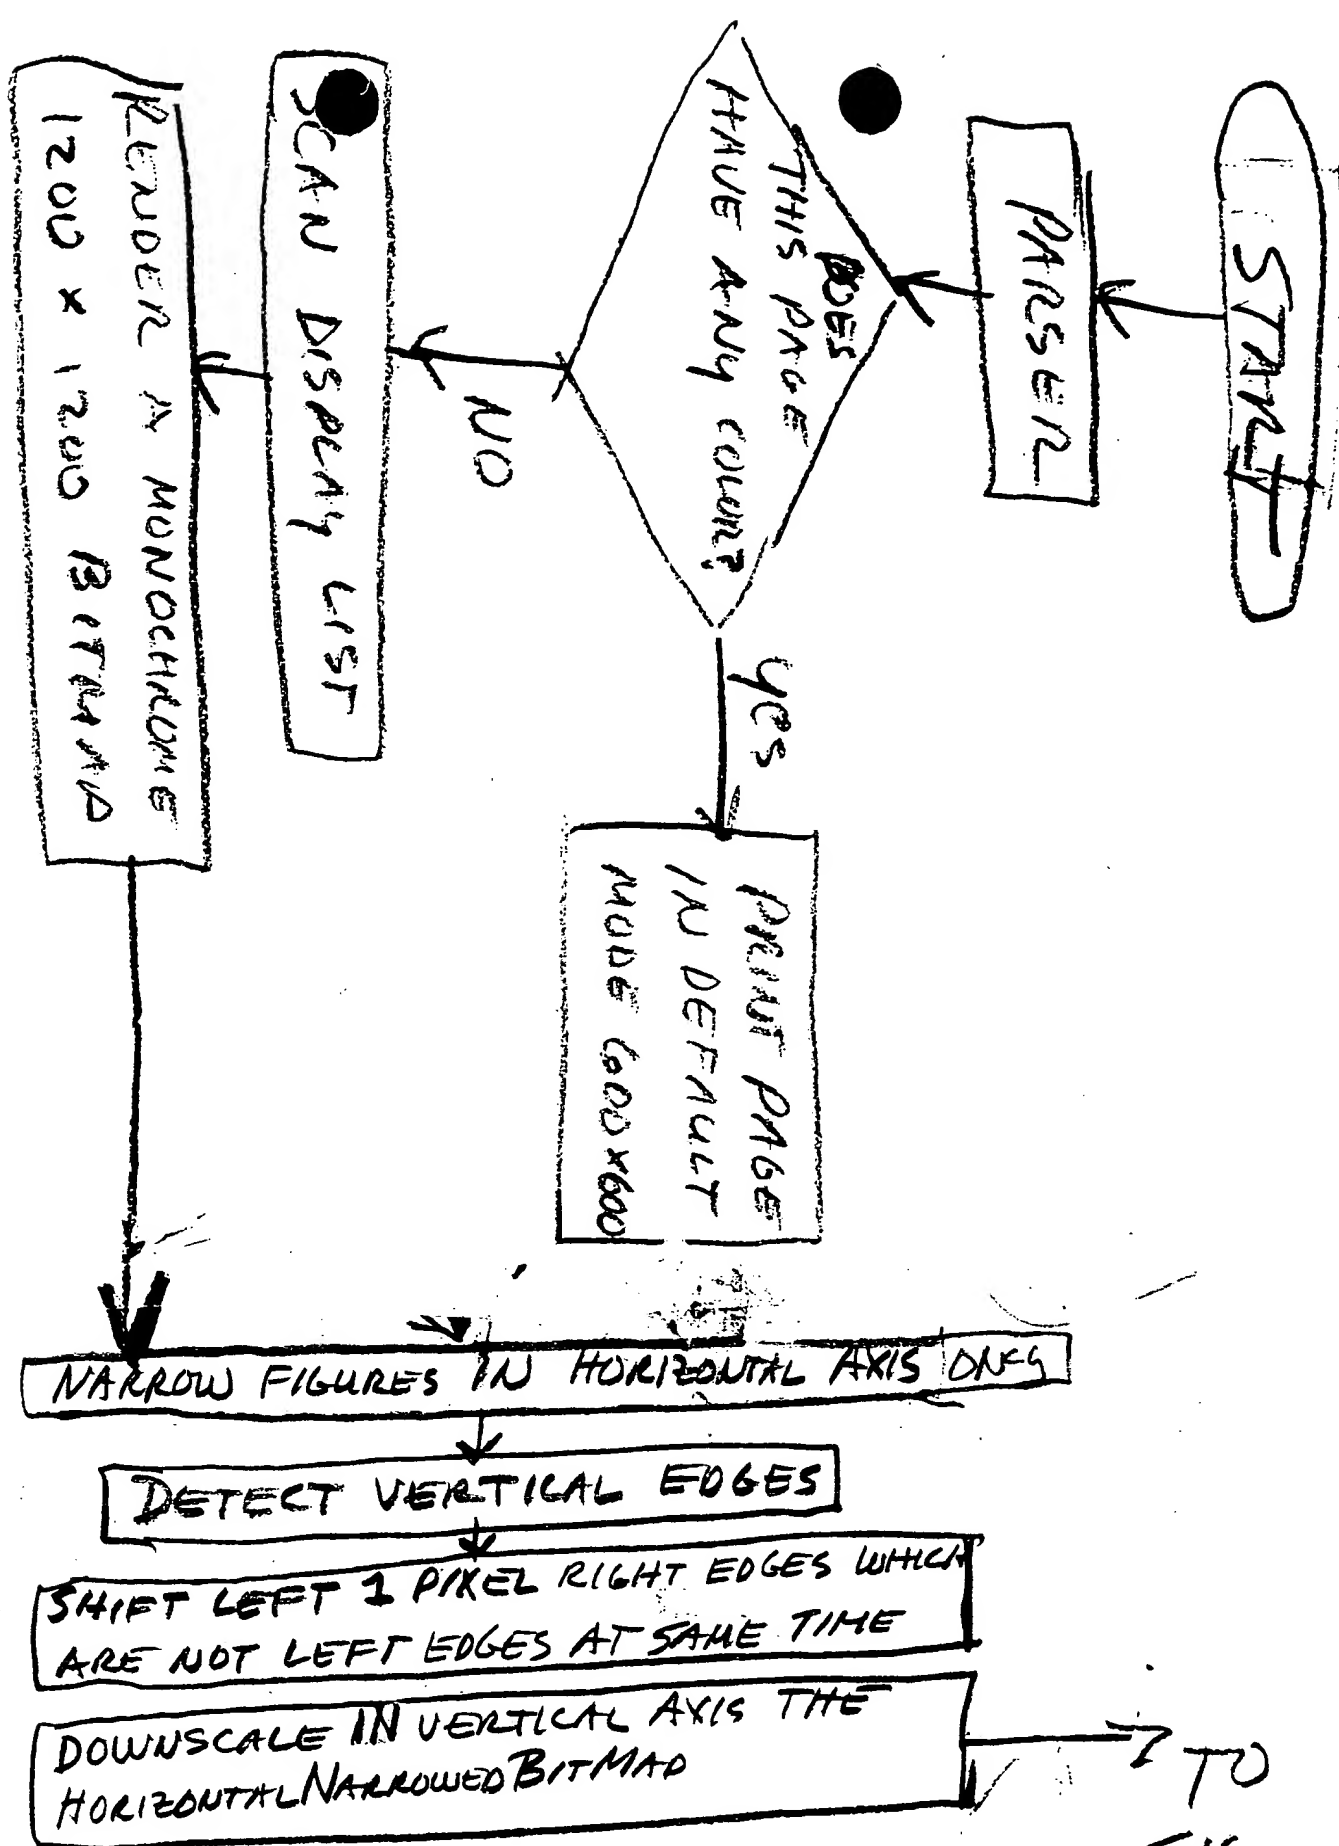 START
PARSER
DOES
THIS PAGE
HAVE ANY COLOR?
YES
NO
PRINT PAGE
IN DEFAULT
MODE 600x600
SCAN DISPLAY LIST
RENDER A MONOCHROME
1200 x 1200 BITMAP
NARROW FIGURES IN HORIZONTAL AXIS ONLY
DETECT VERTICAL EDGES
SHIFT LEFT 1 PIXEL RIGHT EDGES WHICH
ARE NOT LEFT EDGES AT SAME TIME
DOWNSCALE IN VERTICAL AXIS THE
HORIZONTAL NARROWED BITMAP
TO